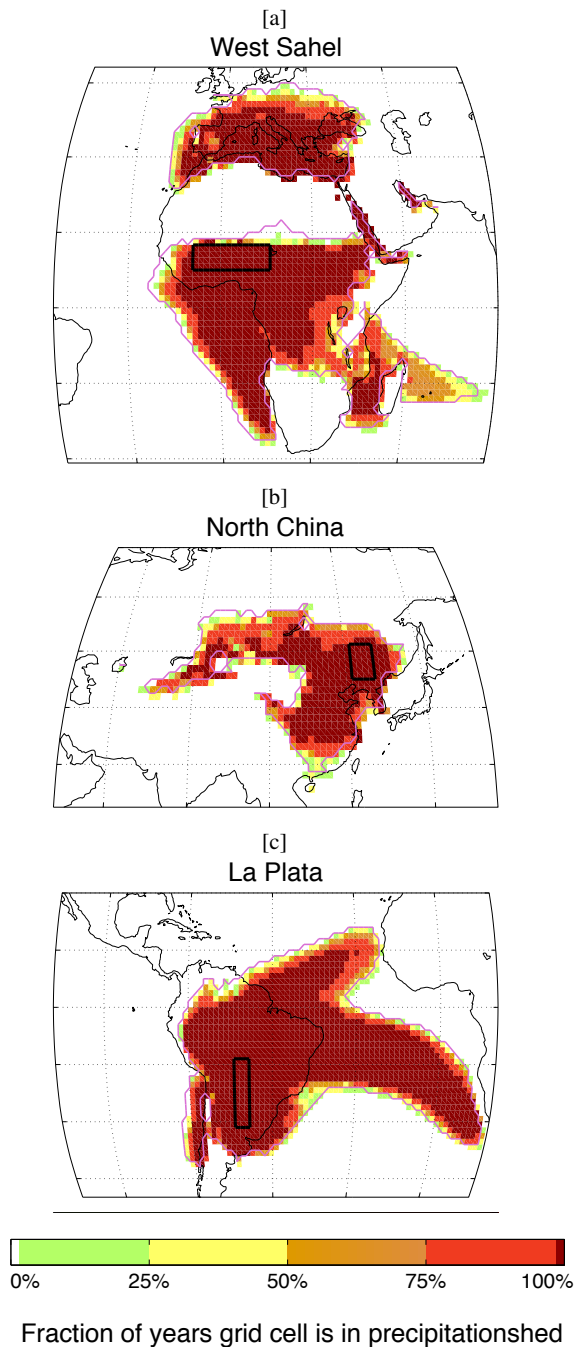 [a]
West Sahel
[b]
North China
[c]
La Plata
0% 25% 50% 75% 100%
Fraction of years grid cell is in precipitationshed